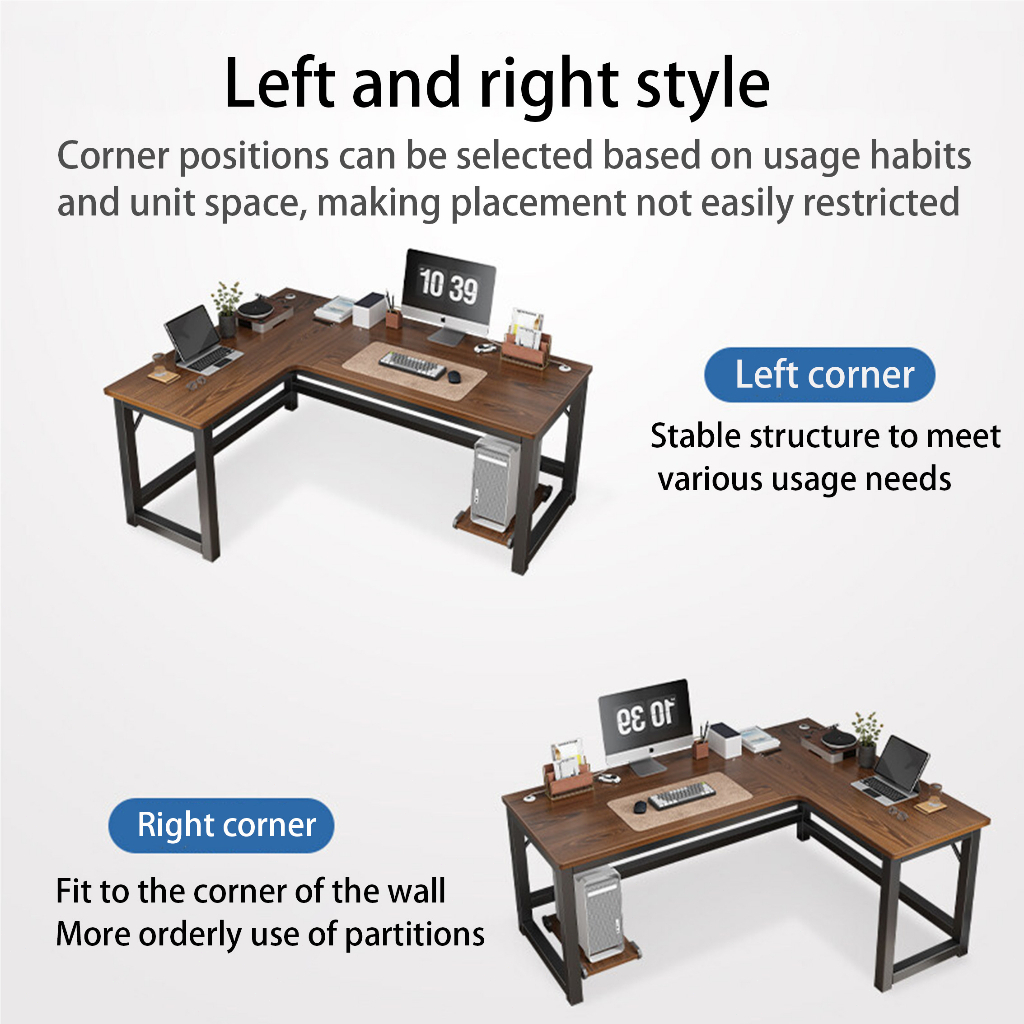 Left and right style
Corner positions can be selected based on usage habits
and unit space, making placement not easily restricted
10 39
Left corner
Stable structure to meet
various usage needs
10 39
Right corner
Fit to the corner of the wall
More orderly use of partitions